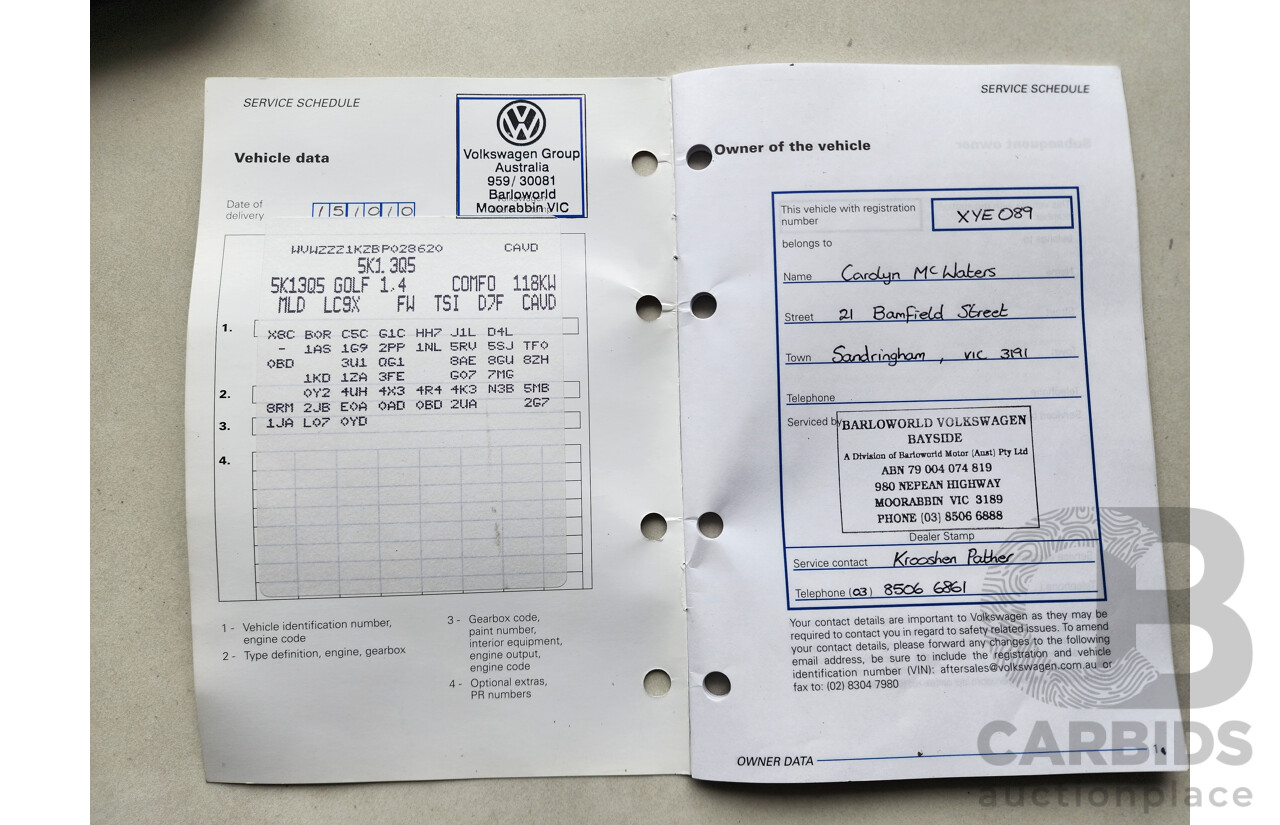 SERVICE SCHEDULE
Vehicle data
Volkswagen Group
Australia
959/ 30081
Barloworld
Moorabbin VIC
Date of
delivery
151010
WVWZZZ1KZBP028620 CAVD
5K13Q5
5K13Q5 GOLF 1.4 COMFO 118KW
MLD LC9X FW TSI D7F CAVD
1.
X8C B0R C5C G1C HH7 J1L D4L
- 1AS 1G9 2PP 1NL 5RV 5SJ TF0
0BD 3U1 QG1 8AE 8GU 8ZH
1KD 1ZA 3FE G07 7MG
2.
0Y2 4UH 4X3 4R4 4K3 N3B 5MB
8RM 2JB E0A 0AD 0BD 2UA 2G7
3.
1JA L07 0YD
4.
1 - Vehicle identification number,
engine code
2 - Type definition, engine, gearbox
3 - Gearbox code,
paint number,
interior equipment,
engine output,
engine code
4 - Optional extras,
PR numbers
SERVICE SCHEDULE
Owner of the vehicle
This vehicle with registration
number
XYE 089
belongs to
Name Carolyn McWaters
Street 21 Bamfield Street
Town Sandringham, VIC 3191
Telephone
Serviced by
BARLOWORLD VOLKSWAGEN
BAYSIDE
A Division of Barloworld Motor (Aust) Pty Ltd
ABN 79 004 074 819
980 NEPEAN HIGHWAY
MOORABBIN VIC 3189
PHONE (03) 8506 6888
Dealer Stamp
Service contact Krooshen Pather
Telephone (03) 8506 6861
Your contact details are important to Volkswagen as they may be
required to contact you in regard to safety related issues. To amend
your contact details, please forward any changes to the following
email address, be sure to include the registration and vehicle
identification number (VIN): aftersales@volkswagen.com.au or
fax to: (02) 8304 7980
OWNER DATA 1
CARBIDS
auctionplace